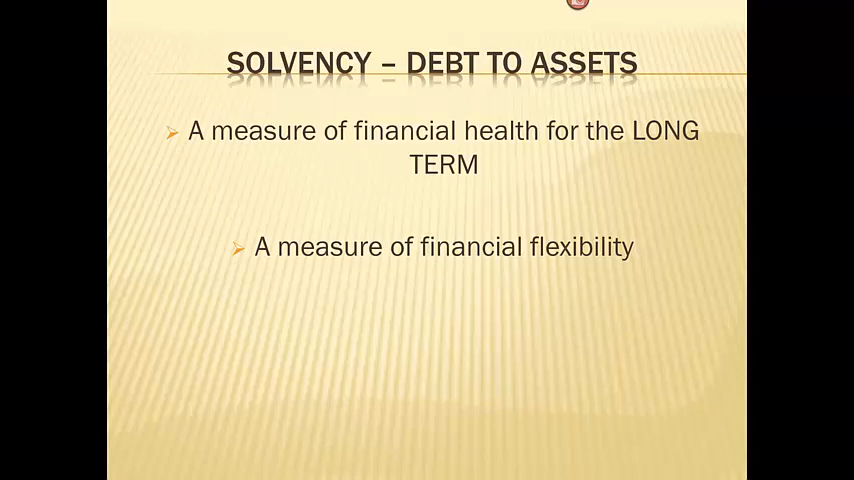 SOLVENCY – DEBT TO ASSETS
A measure of financial health for the LONG
TERM
A measure of financial flexibility